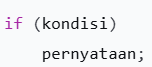 if (kondisi)
    pernyataan;